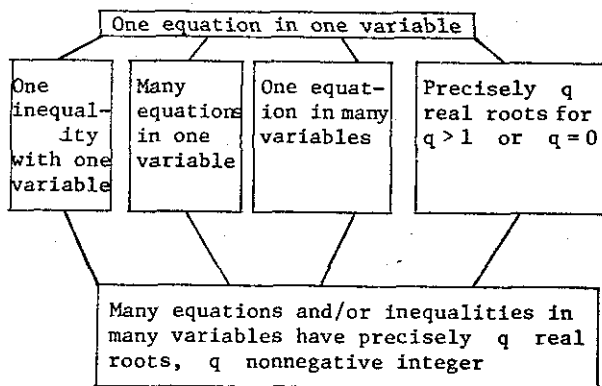 One equation in one variable
One
inequal-
ity
with one
variable
Many
equations
in one
variable
One equat-
ion in many
variables
Precisely q
real roots for
q > 1 or q = 0
Many equations and/or inequalities in
many variables have precisely q real
roots, q nonnegative integer